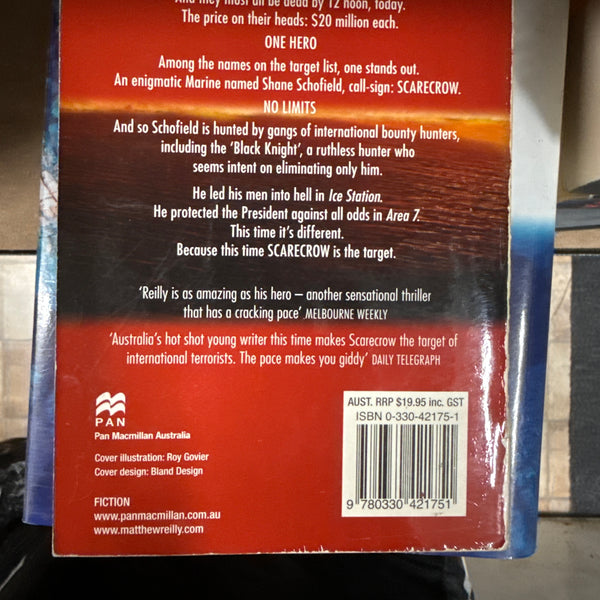 And they must all be dead by 12 noon, today.
The price on their heads: $20 million each.
ONE HERO
Among the names on the target list, one stands out.
An enigmatic Marine named Shane Schofield, call-sign: SCARECROW.
NO LIMITS
And so Schofield is hunted by gangs of international bounty hunters,
including the ‘Black Knight’, a ruthless hunter who
seems intent on eliminating only him.
He led his men into hell in Ice Station.
He protected the President against all odds in Area 7.
This time it’s different.
Because this time SCARECROW is the target.
‘Reilly is as amazing as his hero – another sensational thriller
that has a cracking pace’ MELBOURNE WEEKLY
‘Australia’s hot shot young writer this time makes Scarecrow the target of
international terrorists. The pace makes you giddy’ DAILY TELEGRAPH
PAN
Pan Macmillan Australia
Cover illustration: Roy Govier
Cover design: Bland Design
FICTION
www.panmacmillan.com.au
www.matthewreilly.com
AUST. RRP $19.95 inc. GST
ISBN 0-330-42175-1
9 780330 421751